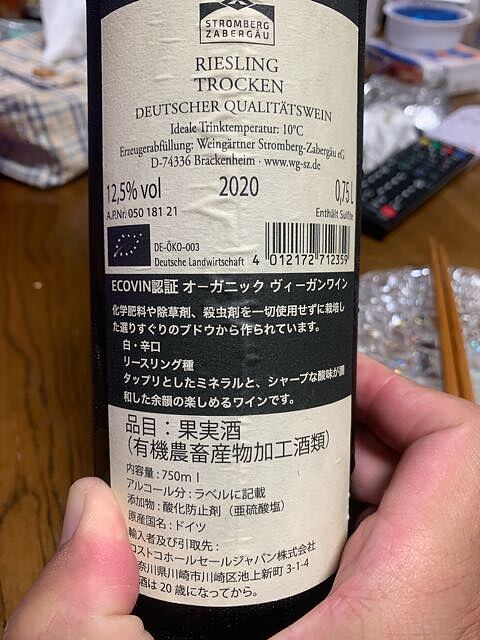 STROMBERG
ZABERGÄU
RIESLING
TROCKEN
DEUTSCHER QUALITÄTSWEIN
Ideale Trinktemperatur: 10°C
Erzeugerabfüllung: Weingärtner Stromberg-Zabergäu eG
D-74336 Brackenheim · www.wg-sz.de
12,5% vol 2020 0,75 L
A.P.Nr. 050 181 21 Enthält Sulfite
DE-ÖKO-003
Deutsche Landwirtschaft 4 012172 712359
ECOVIN認証 オーガニック ヴィーガンワイン
化学肥料や除草剤、殺虫剤を一切使用せずに栽培し
た選りすぐりのブドウから作られています。
白・辛口
リースリング種
タップリとしたミネラルと、シャープな酸味が調
和した余韻の楽しめるワインです。
品目：果実酒
（有機農畜産物加工酒類）
内容量：750ml
アルコール分：ラベルに記載
添加物：酸化防止剤（亜硫酸塩）
原産国名：ドイツ
輸入者及び引取先：
コストコホールセールジャパン株式会社
奈川県川崎市川崎区池上新町 3-1-4
酒は 20 歳になってから。